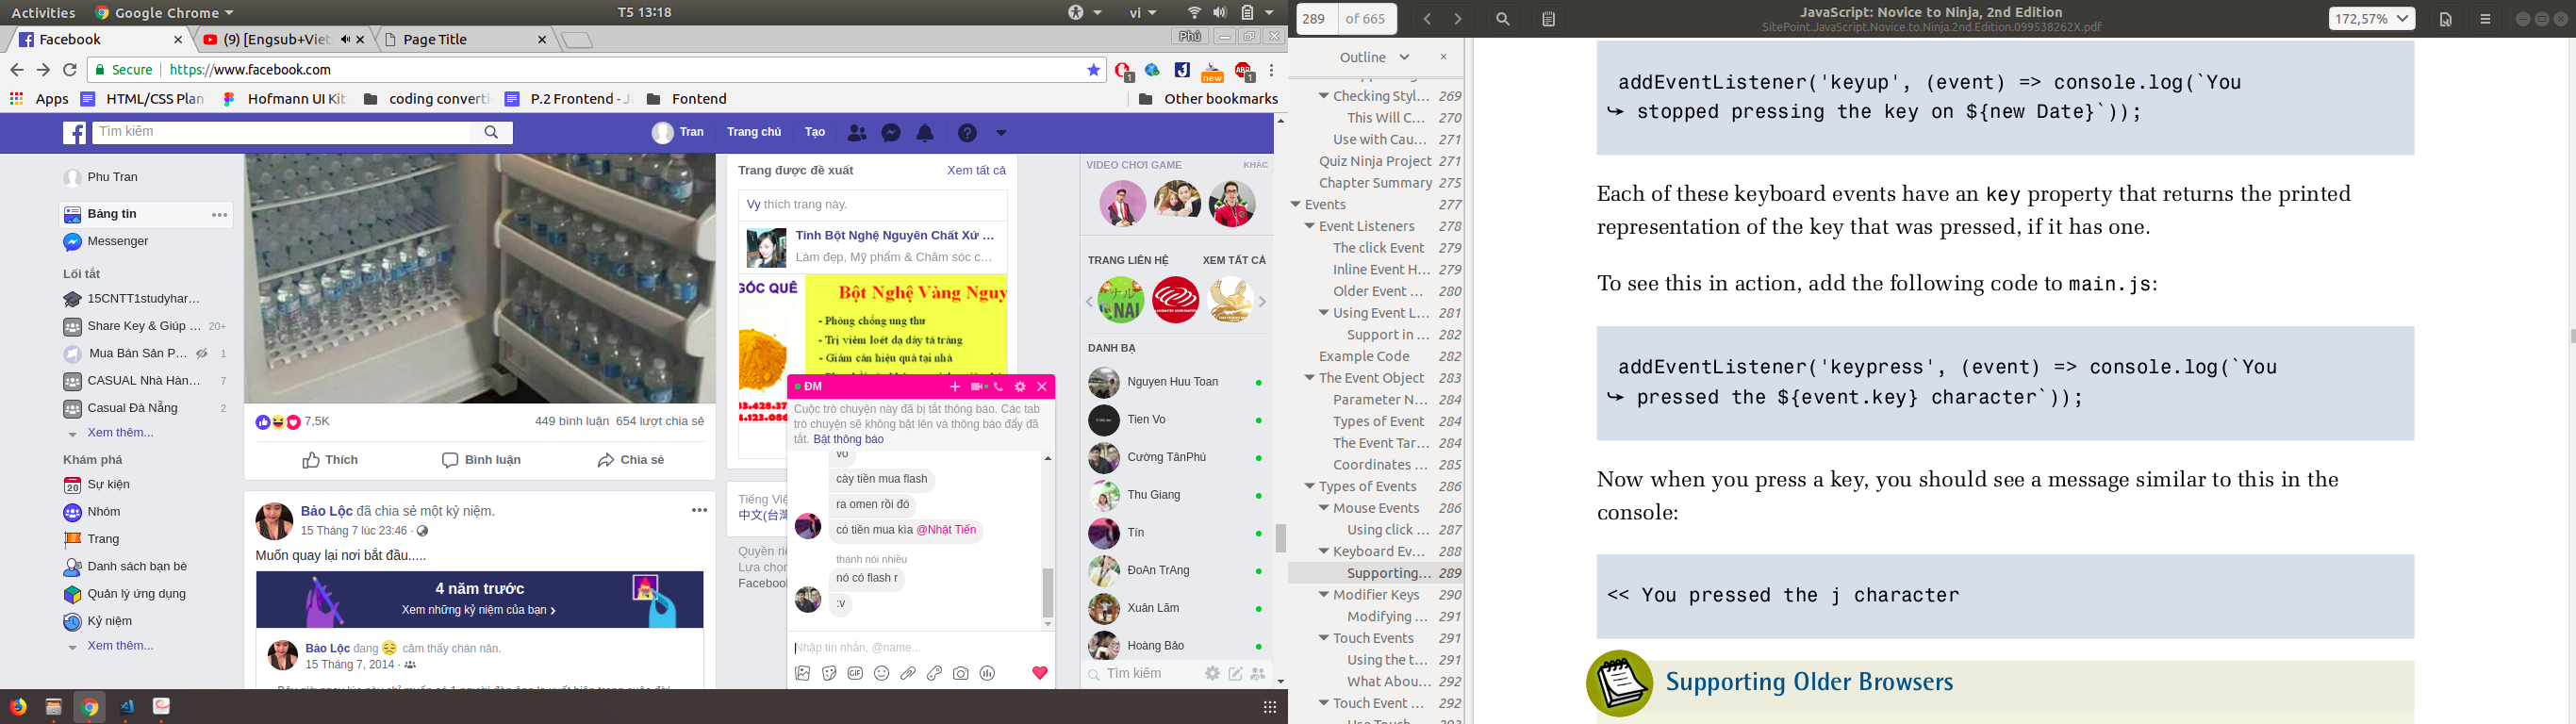 Activities
Google Chrome
T5 13:18
vi
Facebook
(9) [Engsub+Viet
Page Title
Phú
Secure
https://www.facebook.com
1
new
1
Apps
HTML/CSS Plan
Hofmann UI Kit
coding converti
P.2 Frontend - Ja
Fontend
Other bookmarks
Tìm kiếm
Tran
Trang chủ
Tạo
Phu Tran
Bảng tin
Messenger
Lối tắt
15CNTT1studyhar…
Share Key & Giúp …
20+
Mua Bán Sản P…
1
CASUAL Nhà Hàn…
7
Casual Đà Nẵng
2
Xem thêm...
Khám phá
20
Sự kiện
Nhóm
Trang
Danh sách bạn bè
Quản lý ứng dụng
Kỷ niệm
Xem thêm...
7,5K
449 bình luận 654 lượt chia sẻ
Thích
Bình luận
Chia sẻ
Bảo Lộc đã chia sẻ một kỷ niệm.
15 Tháng 7 lúc 23:46 ·
Muốn quay lại nơi bắt đầu.....
4 năm trước
Xem những kỷ niệm của bạn ›
Bảo Lộc đang cảm thấy chán nản.
15 Tháng 7, 2014 ·
Trang được đề xuất
Xem tất cả
Vy thích trang này.
Tinh Bột Nghệ Nguyên Chất Xứ …
Làm đẹp, Mỹ phẩm & Chăm sóc c…
GÓC QUÊ
Bột Nghệ Vàng Nguy
- Phòng chống ung thư
- Trị viêm loét dạ dày tá tràng
- Giảm cân hiệu quả tại nhà
Tiếng Việ
中文(台灣
Quyền riê
Lựa chọn
Facebook
ĐM
Cuộc trò chuyện này đã bị tắt thông báo. Các tab
trò chuyện sẽ không bật lên và thông báo đẩy đã
tắt. Bật thông báo
vo
cày tiền mua flash
ra omen rồi đó
có tiền mua kìa @Nhật Tiến
thánh nói nhiều
nó có flash r
:v
Nhập tin nhắn, @name...
GIF
VIDEO CHƠI GAME
KHÁC
TRANG LIÊN HỆ
XEM TẤT CẢ
NAI
DANH BẠ
Nguyen Huu Toan
Tien Vo
Cường TânPhú
Thu Giang
Tín
ĐoAn TrAng
Xuân Lãm
Hoàng Bảo
Tìm kiếm
289
of 665
JavaScript: Novice to Ninja, 2nd Edition
SitePoint.JavaScript.Novice.to.Ninja.2nd.Edition.099538262X.pdf
172,57%
Outline
Checking Styl… 269
This Will C… 270
Use with Cau… 271
Quiz Ninja Project 271
Chapter Summary 275
Events 277
Event Listeners 278
The click Event 279
Inline Event H… 279
Older Event … 280
Using Event L… 281
Support in … 282
Example Code 282
The Event Object 283
Parameter N… 284
Types of Event 284
The Event Tar… 284
Coordinates … 285
Types of Events 286
Mouse Events 286
Using click … 287
Keyboard Ev… 288
Supporting… 289
Modifier Keys 290
Modifying … 291
Touch Events 291
Using the t… 291
What Abou… 292
Touch Event … 292
addEventListener('keyup', (event) => console.log(`You
↪ stopped pressing the key on ${new Date}`));
Each of these keyboard events have an key property that returns the printed
representation of the key that was pressed, if it has one.
To see this in action, add the following code to main.js:
addEventListener('keypress', (event) => console.log(`You
↪ pressed the ${event.key} character`));
Now when you press a key, you should see a message similar to this in the
console:
<< You pressed the j character
Supporting Older Browsers